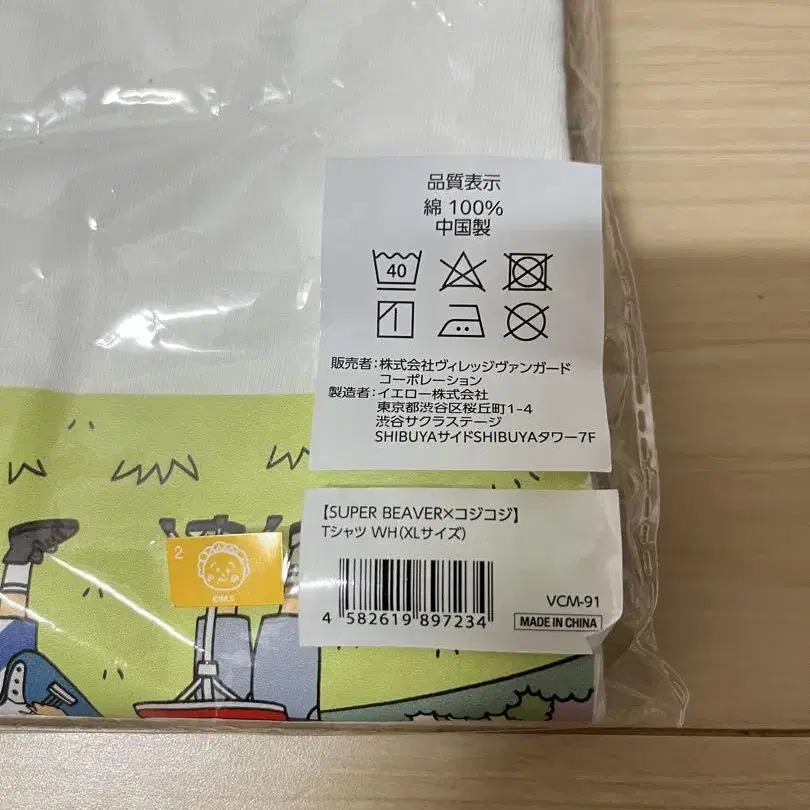 品質表示
綿 100%
中国製
40
販売者：株式会社ヴィレッジヴァンガード
コーポレーション
製造者：イエロー株式会社
東京都渋谷区桜丘町1-4
渋谷サクラステージ
SHIBUYAサイドSHIBUYAタワー7F
【SUPER BEAVER×コジコジ】
Tシャツ WH（XLサイズ）
VCM-91
4 582619 897234
MADE IN CHINA
2
©M.S